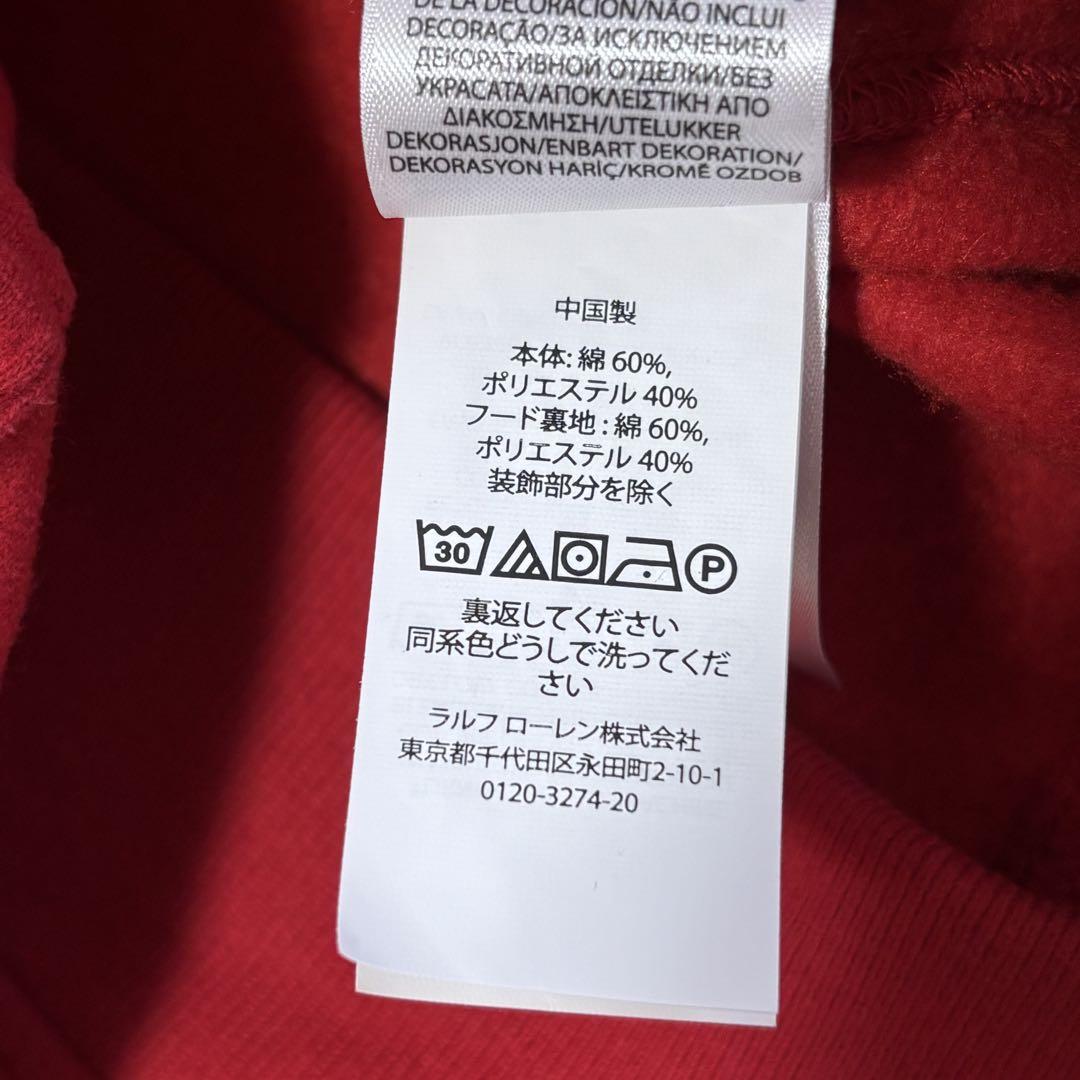 DE LA DECORACIÓN/NÃO INCLUI
DECORAÇÃO/ЗА ИСКЛЮЧЕНИЕМ
ДЕКОРАТИВНОЙ ОТДЕЛКИ/БЕЗ
УКРАСАТА/ΑΠΟΚΛΕΙΣΤΙΚΗ ΑΠΟ
ΔΙΑΚΟΣΜΗΣΗ/UTELUKKER
DEKORASJON/ENBART DEKORATION/
DEKORASYON HARİÇ/KROMĒ OZDOB
中国製
本体: 綿 60%,
ポリエステル 40%
フード裏地 : 綿 60%,
ポリエステル 40%
装飾部分を除く
30 P
裏返してください
同系色どうしで洗ってくだ
さい
ラルフ ローレン株式会社
東京都千代田区永田町2-10-1
0120-3274-20